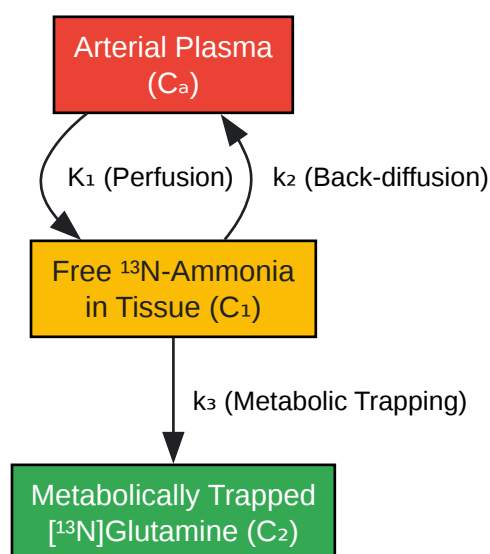 Arterial Plasma
(Cₐ)
K₁ (Perfusion)
k₂ (Back-diffusion)
Free ¹³N-Ammonia
in Tissue (C₁)
k₃ (Metabolic Trapping)
Metabolically Trapped
[¹³N]Glutamine (C₂)